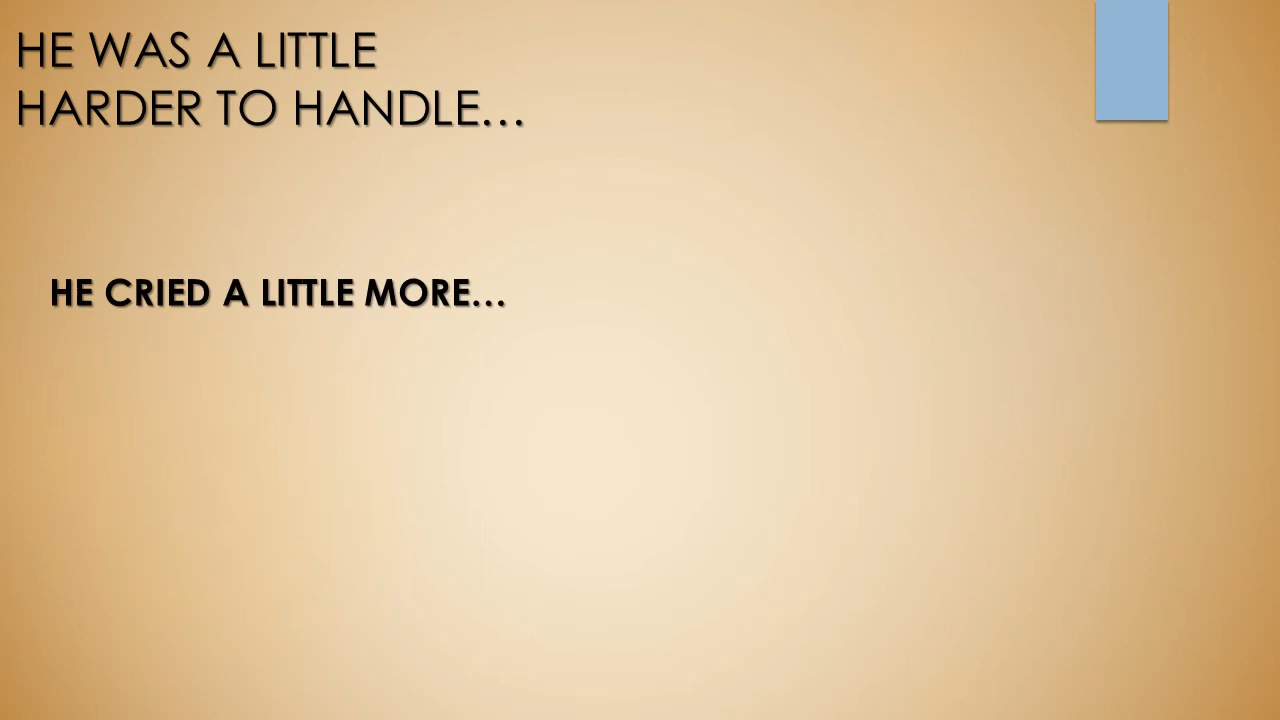 HE WAS A LITTLE
HARDER TO HANDLE…
HE CRIED A LITTLE MORE…